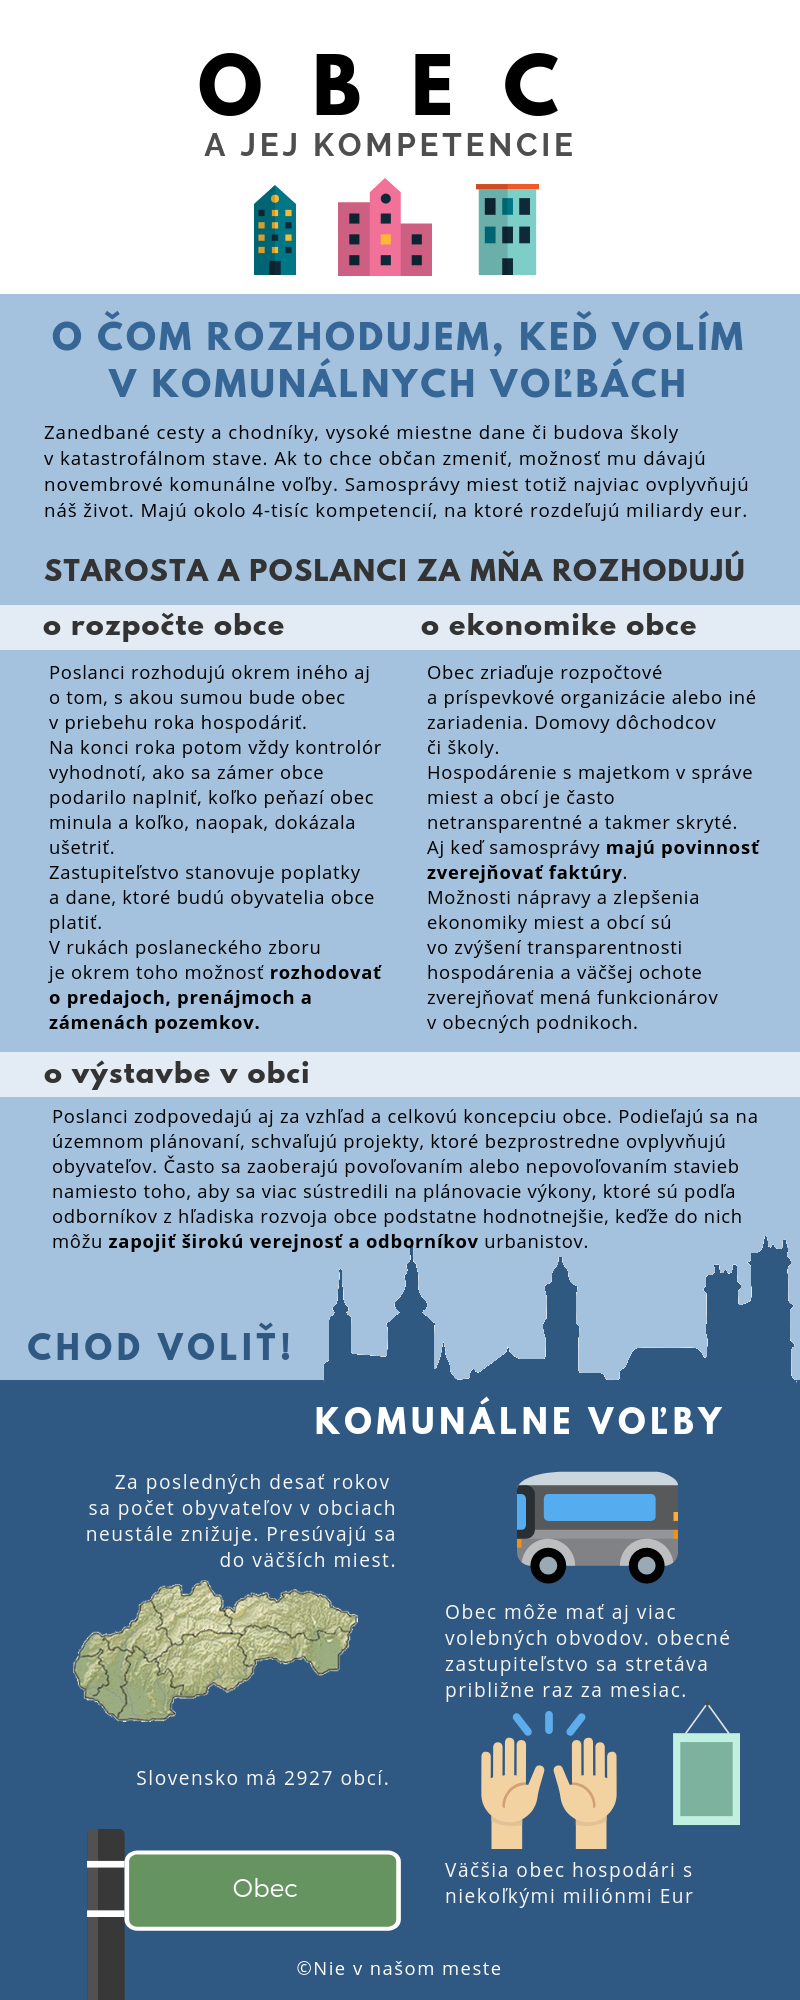 OBEC
A JEJ KOMPETENCIE
O ČOM ROZHODUJEM, KEĎ VOLÍM
V KOMUNÁLNYCH VOĽBÁCH
Zanedbané cesty a chodníky, vysoké miestne dane či budova školy
v katastrofálnom stave. Ak to chce občan zmeniť, možnosť mu dávajú
novembrové komunálne voľby. Samosprávy miest totiž najviac ovplyvňujú
náš život. Majú okolo 4-tisíc kompetencií, na ktoré rozdeľujú miliardy eur.
STAROSTA A POSLANCI ZA MŇA ROZHODUJÚ
o rozpočte obce
Poslanci rozhodujú okrem iného aj
o tom, s akou sumou bude obec
v priebehu roka hospodáriť.
Na konci roka potom vždy kontrolór
vyhodnotí, ako sa zámer obce
podarilo naplniť, koľko peňazí obec
minula a koľko, naopak, dokázala
ušetriť.
Zastupiteľstvo stanovuje poplatky
a dane, ktoré budú obyvatelia obce
platiť.
V rukách poslaneckého zboru
je okrem toho možnosť rozhodovať
o predajoch, prenájmoch a
zámenách pozemkov.
o ekonomike obce
Obec zriaďuje rozpočtové
a príspevkové organizácie alebo iné
zariadenia. Domovy dôchodcov
či školy.
Hospodárenie s majetkom v správe
miest a obcí je často
netransparentné a takmer skryté.
Aj keď samosprávy majú povinnosť
zverejňovať faktúry.
Možnosti nápravy a zlepšenia
ekonomiky miest a obcí sú
vo zvýšení transparentnosti
hospodárenia a väčšej ochote
zverejňovať mená funkcionárov
v obecných podnikoch.
o výstavbe v obci
Poslanci zodpovedajú aj za vzhľad a celkovú koncepciu obce. Podieľajú sa na
územnom plánovaní, schvaľujú projekty, ktoré bezprostredne ovplyvňujú
obyvateľov. Často sa zaoberajú povoľovaním alebo nepovoľovaním stavieb
namiesto toho, aby sa viac sústredili na plánovacie výkony, ktoré sú podľa
odborníkov z hľadiska rozvoja obce podstatne hodnotnejšie, keďže do nich
môžu zapojiť širokú verejnosť a odborníkov urbanistov.
CHOD VOLIŤ!
KOMUNÁLNE VOĽBY
Za posledných desať rokov
sa počet obyvateľov v obciach
neustále znižuje. Presúvajú sa
do väčších miest.
Slovensko má 2927 obcí.
Obec
Obec môže mať aj viac
volebných obvodov. obecné
zastupiteľstvo sa stretáva
približne raz za mesiac.
Väčšia obec hospodári s
niekoľkými miliónmi Eur
©Nie v našom meste